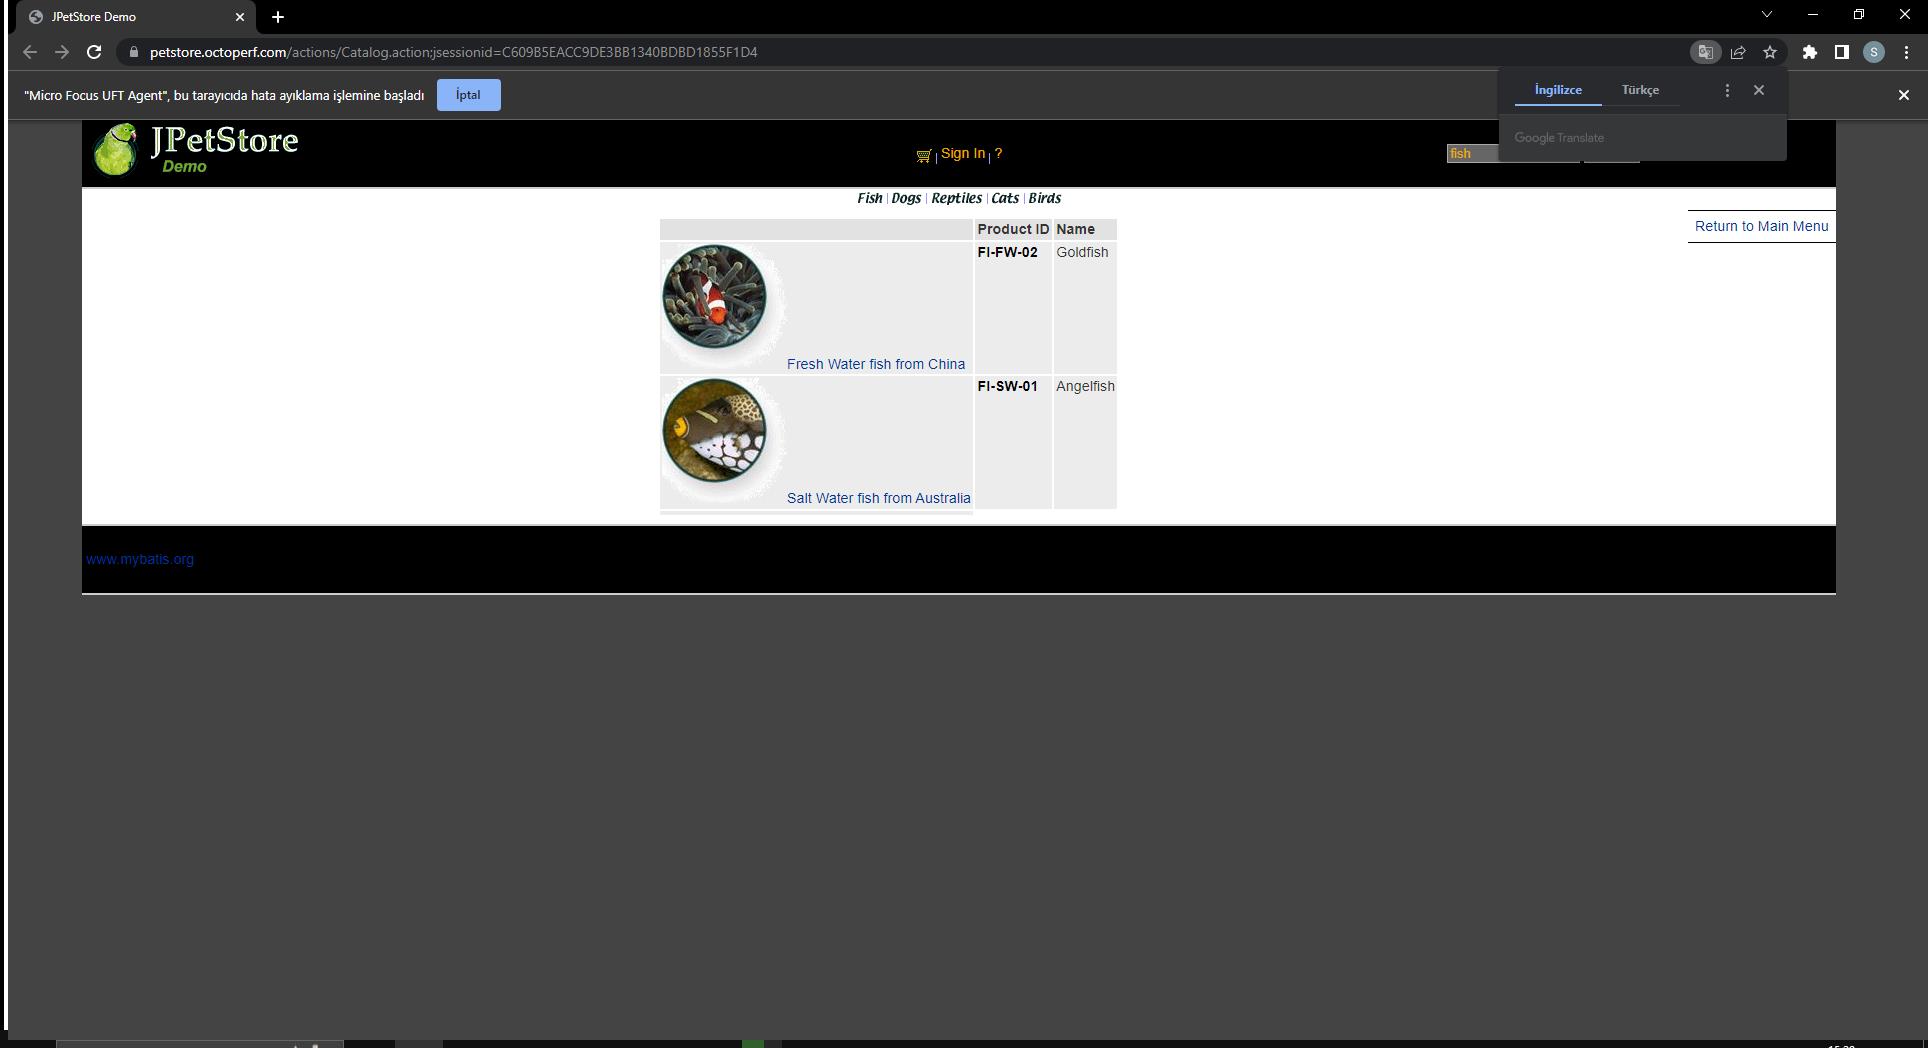 JPetStore Demo
petstore.octoperf.com/actions/Catalog.action;jsessionid=C609B5EACC9DE3BB1340BDBD1855F1D4
S
"Micro Focus UFT Agent", bu tarayıcıda hata ayıklama işlemine başladı
İptal
İngilizce
Türkçe
Google Translate
JPetStore
Demo
Sign In
?
fish
Fish | Dogs | Reptiles | Cats | Birds
Return to Main Menu
Product ID Name
FI-FW-02 Goldfish
Fresh Water fish from China
FI-SW-01 Angelfish
Salt Water fish from Australia
www.mybatis.org